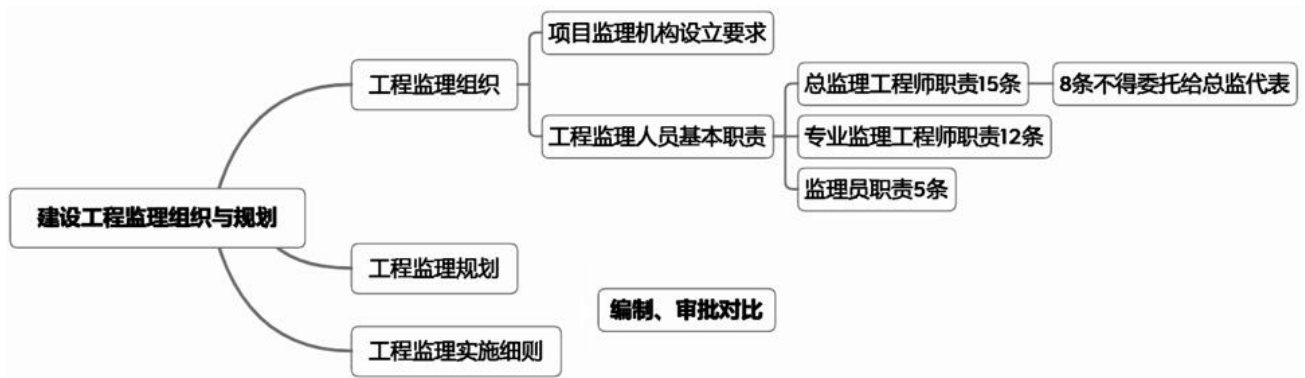 建设工程监理组织与规划
工程监理组织
项目监理机构设立要求
工程监理人员基本职责
总监理工程师职责15条
8条不得委托给总监代表
专业监理工程师职责12条
监理员职责5条
工程监理规划
工程监理实施细则
编制、审批对比